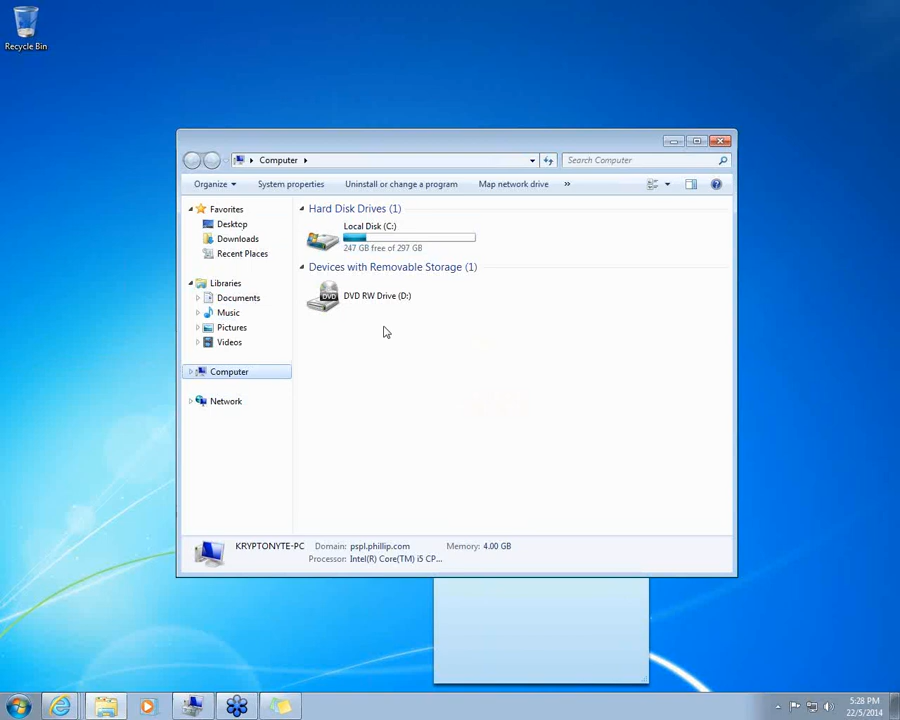 Recycle Bin
Computer
Search Computer
Organize
System properties
Uninstall or change a program
Map network drive
»
Favorites
Desktop
Downloads
Recent Places
Libraries
Documents
Music
Pictures
Videos
Computer
Network
Hard Disk Drives (1)
Local Disk (C:)
247 GB free of 297 GB
Devices with Removable Storage (1)
DVD
DVD RW Drive (D:)
KRYPTONYTE-PC
Domain: pspl.phillip.com
Memory: 4.00 GB
Processor: Intel(R) Core(TM) i5 CP...
5:28 PM
22/5/2014